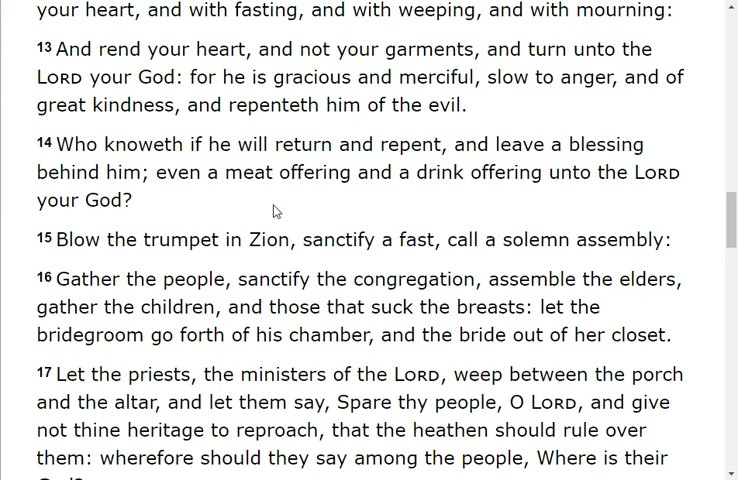 your heart, and with fasting, and with weeping, and with mourning:
13 And rend your heart, and not your garments, and turn unto the
LORD your God: for he is gracious and merciful, slow to anger, and of
great kindness, and repenteth him of the evil.
14 Who knoweth if he will return and repent, and leave a blessing
behind him; even a meat offering and a drink offering unto the LORD
your God?
15 Blow the trumpet in Zion, sanctify a fast, call a solemn assembly:
16 Gather the people, sanctify the congregation, assemble the elders,
gather the children, and those that suck the breasts: let the
bridegroom go forth of his chamber, and the bride out of her closet.
17 Let the priests, the ministers of the LORD, weep between the porch
and the altar, and let them say, Spare thy people, O LORD, and give
not thine heritage to reproach, that the heathen should rule over
them: wherefore should they say among the people, Where is their